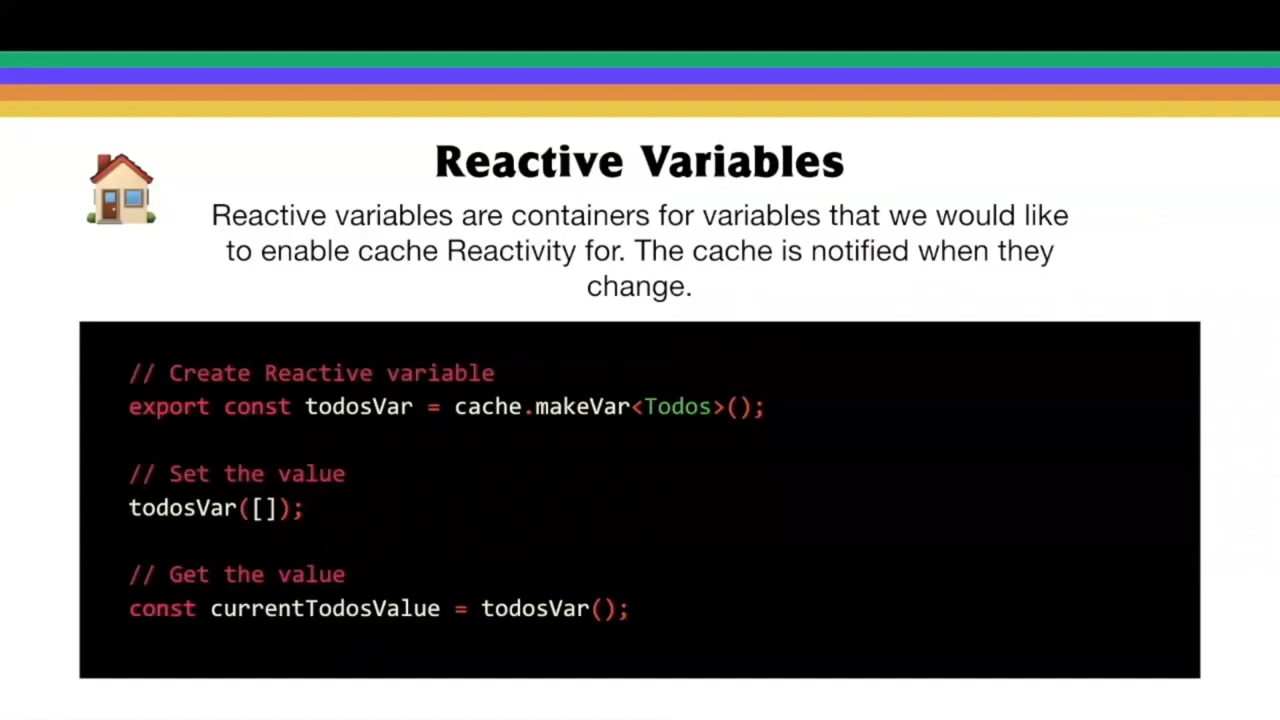 Reactive Variables
Reactive variables are containers for variables that we would like
to enable cache Reactivity for. The cache is notified when they
change.
// Create Reactive variable
export const todosVar = cache.makeVar<Todos>();
// Set the value
todosVar([]);
// Get the value
const currentTodosValue = todosVar();